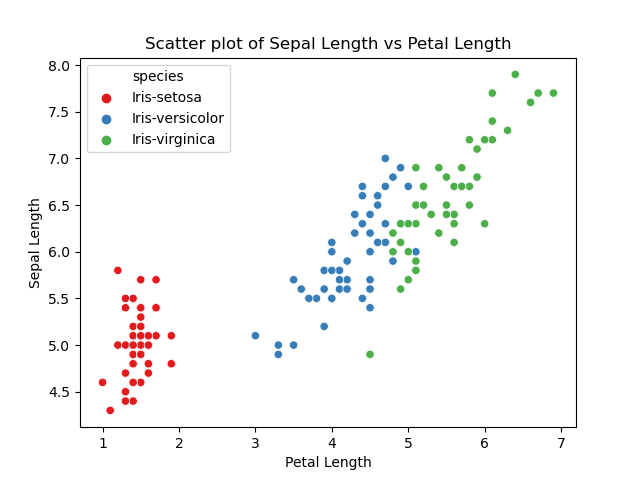 Scatter plot of Sepal Length vs Petal Length
species
Iris-setosa
Iris-versicolor
Iris-virginica
8.0
7.5
7.0
6.5
6.0
5.5
5.0
4.5
Sepal Length
1 2 3 4 5 6 7
Petal Length